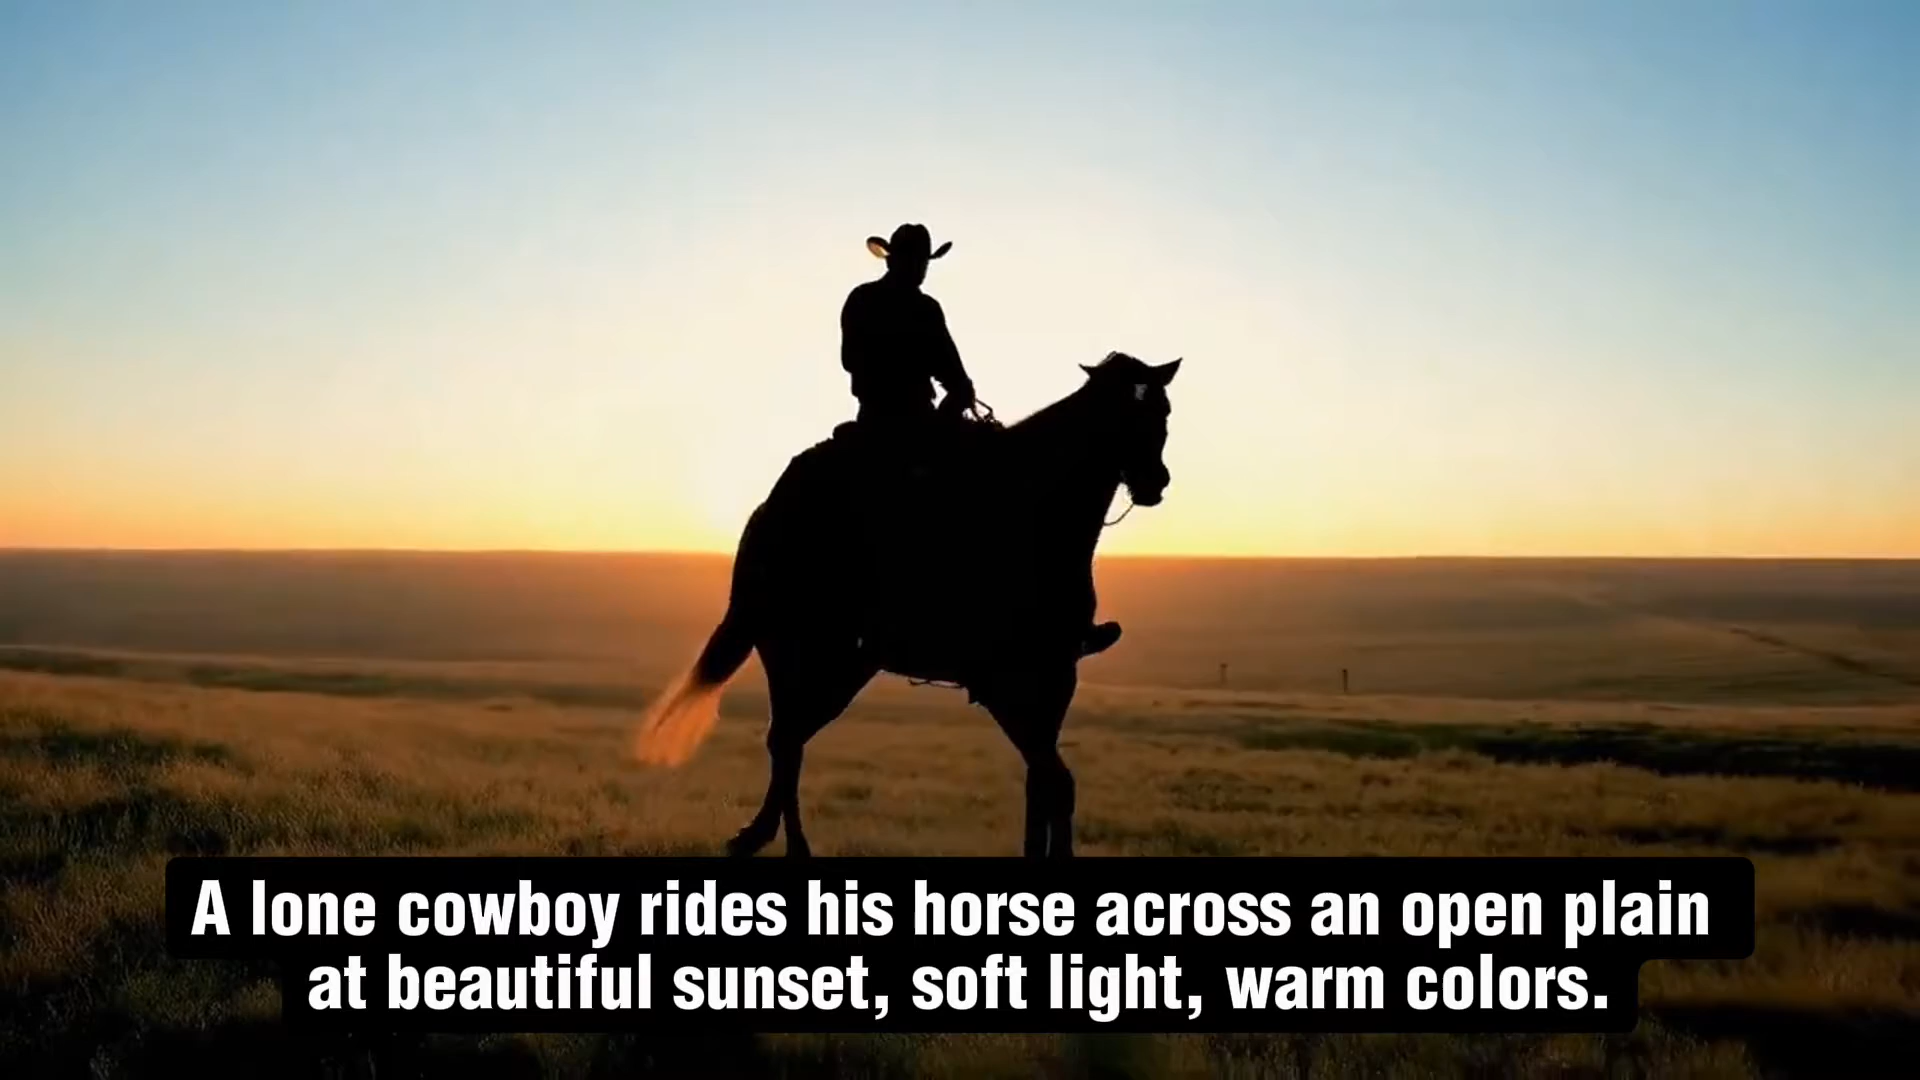 A lone cowboy rides his horse across an open plain
at beautiful sunset, soft light, warm colors.